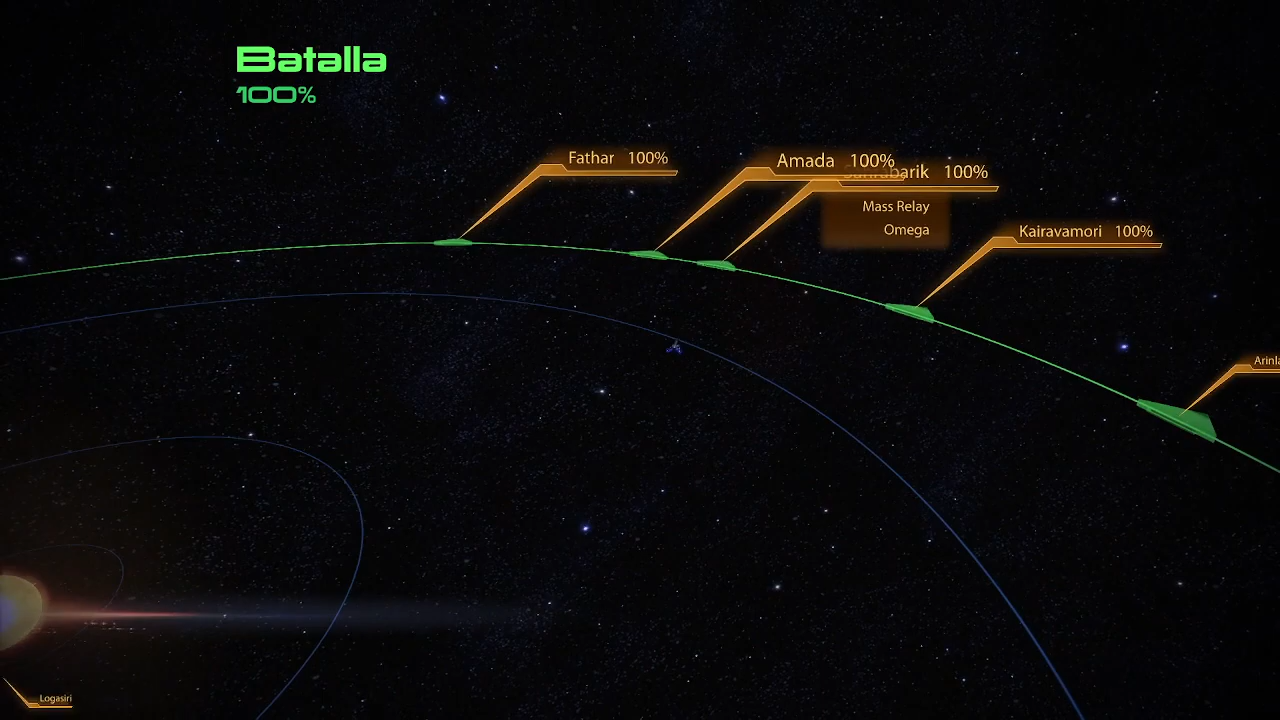 Batalla
100%
Fathar 100%
Amada 100%
100%
Mass Relay
Omega
Kairavamori 100%
Logasiri